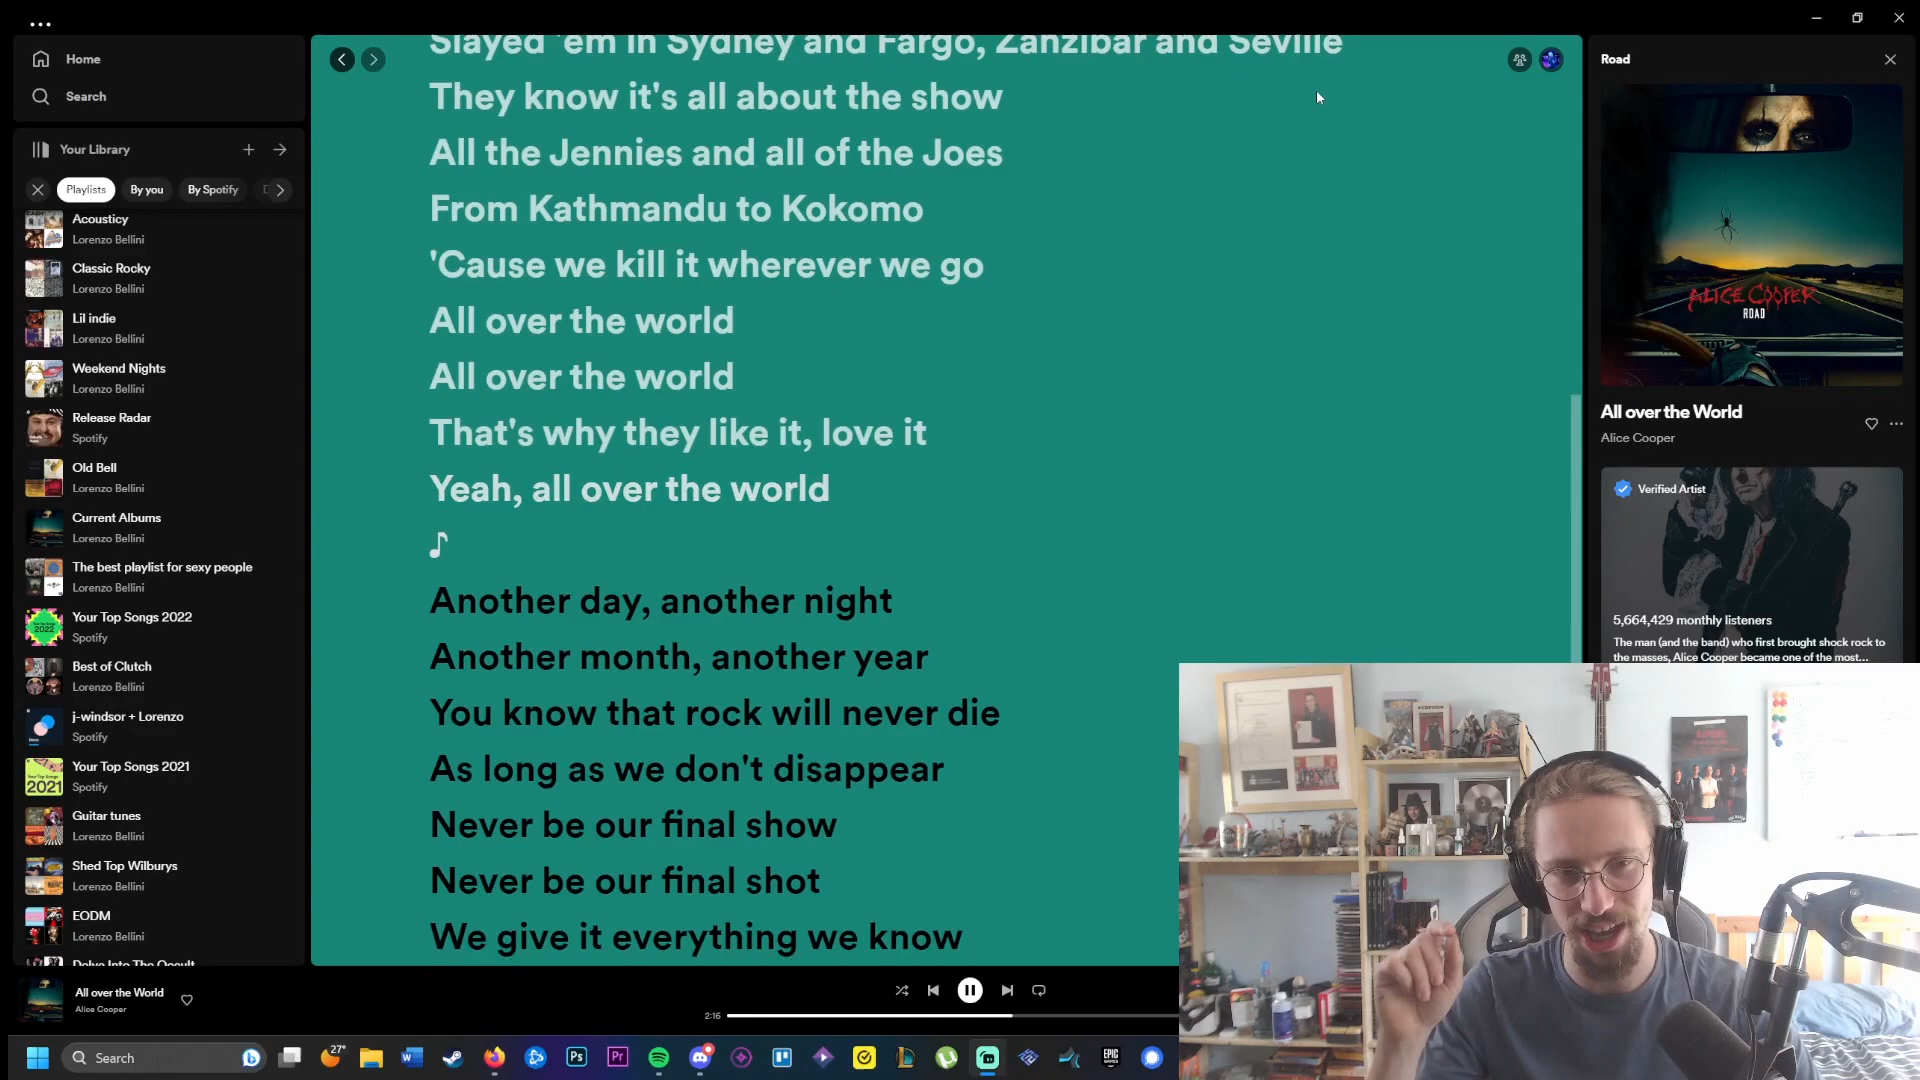 Home
Search
Your Library
Playlists
By you
By Spotify
Acousticy
Lorenzo Bellini
Classic Rocky
Lorenzo Bellini
Lil indie
Lorenzo Bellini
Weekend Nights
Lorenzo Bellini
Release Radar
Spotify
Old Bell
Lorenzo Bellini
Current Albums
Lorenzo Bellini
The best playlist for sexy people
Lorenzo Bellini
Your Top Songs 2022
Spotify
Best of Clutch
Lorenzo Bellini
j-windsor + Lorenzo
Spotify
Your Top Songs 2021
Spotify
2021
Guitar tunes
Lorenzo Bellini
Shed Top Wilburys
Lorenzo Bellini
EODM
Lorenzo Bellini
Delve Into The Occult
Slayed 'em in Sydney and Fargo, Zanzibar and Seville
They know it's all about the show
All the Jennies and all of the Joes
From Kathmandu to Kokomo
'Cause we kill it wherever we go
All over the world
All over the world
That's why they like it, love it
Yeah, all over the world
Another day, another night
Another month, another year
You know that rock will never die
As long as we don't disappear
Never be our final show
Never be our final shot
We give it everything we know
Road
ALICE COOPER
ROAD
All over the World
Alice Cooper
Verified Artist
5,664,429 monthly listeners
The man (and the band) who first brought shock rock to
the masses, Alice Cooper became one of the most...
All over the World
Alice Cooper
2:16
Search
27°
Ps
Pr
EPIC
GAMES